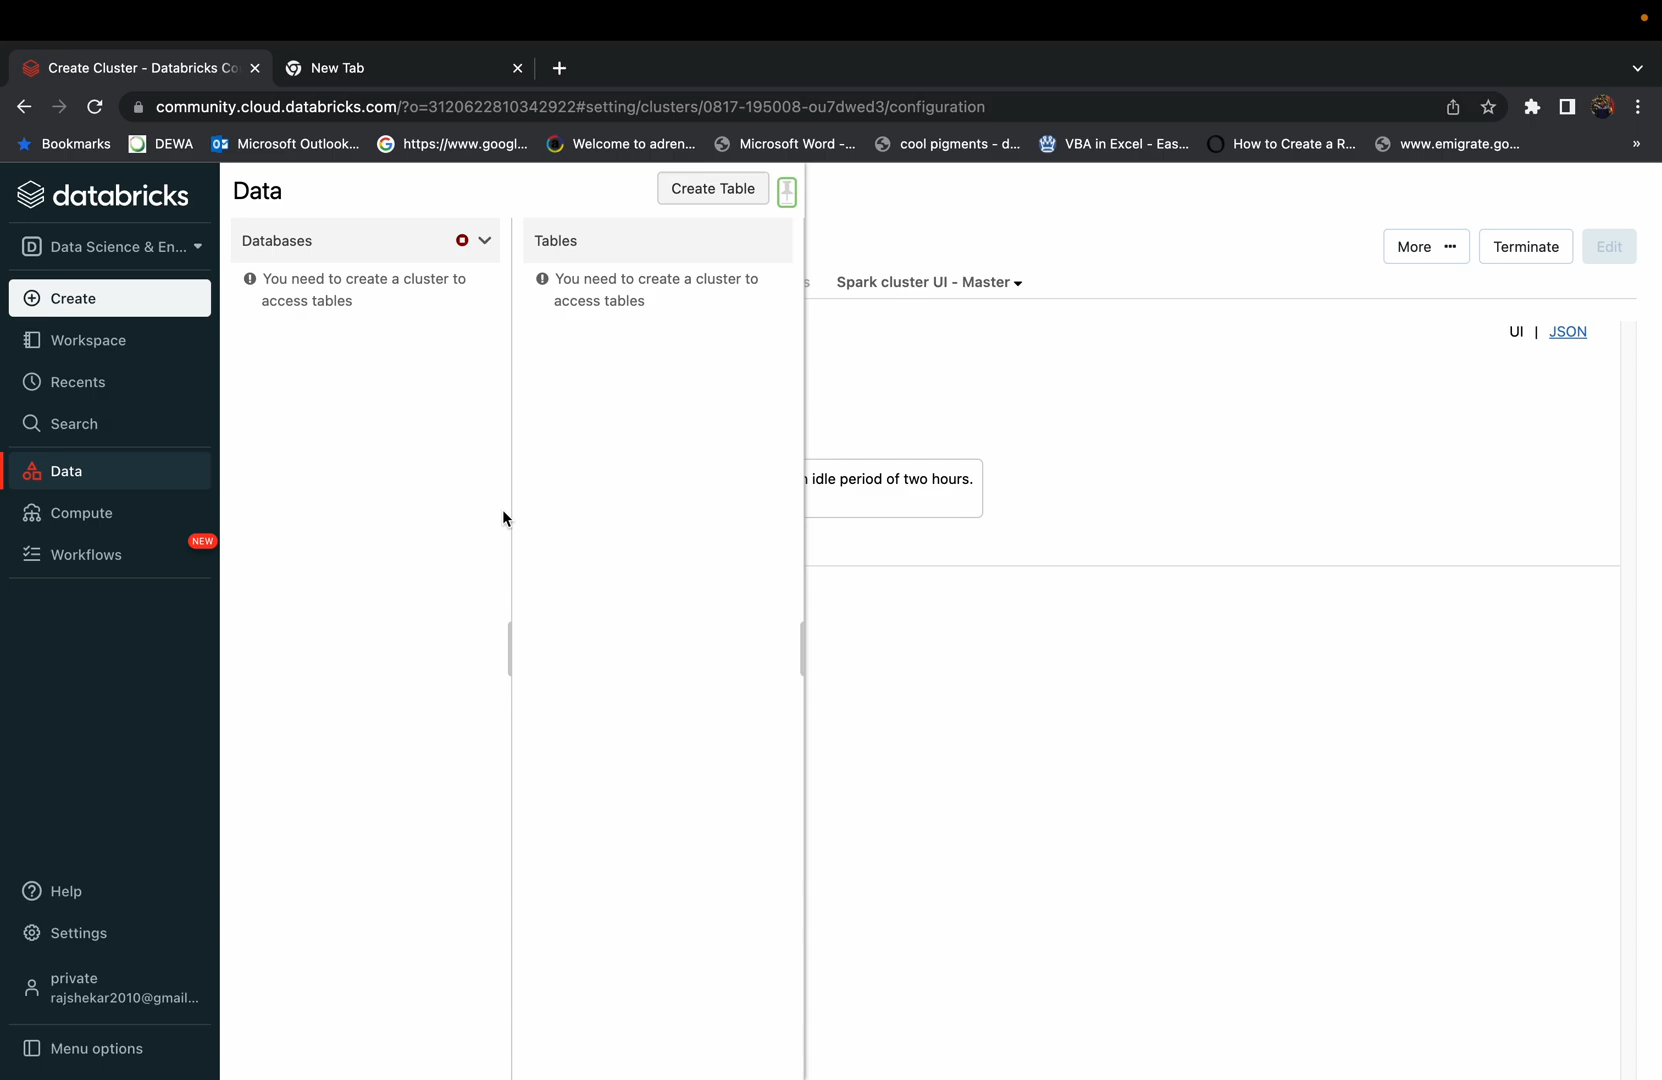 Create Cluster - Databricks Co
New Tab
community.cloud.databricks.com/?o=3120622810342922#setting/clusters/0817-195008-ou7dwed3/configuration
Bookmarks
DEWA
Microsoft Outlook...
https://www.googl...
Welcome to adren...
Microsoft Word -...
cool pigments - d...
VBA in Excel - Eas...
How to Create a R...
www.emigrate.go...
»
databricks
Data Science & En...
Create
Workspace
Recents
Search
Data
Compute
NEW
Workflows
Help
Settings
private
rajshekar2010@gmail...
Menu options
Data
Create Table
Databases
You need to create a cluster to
access tables
Tables
You need to create a cluster to
access tables
More ···
Terminate
Edit
s
Spark cluster UI - Master
UI | JSON
idle period of two hours.